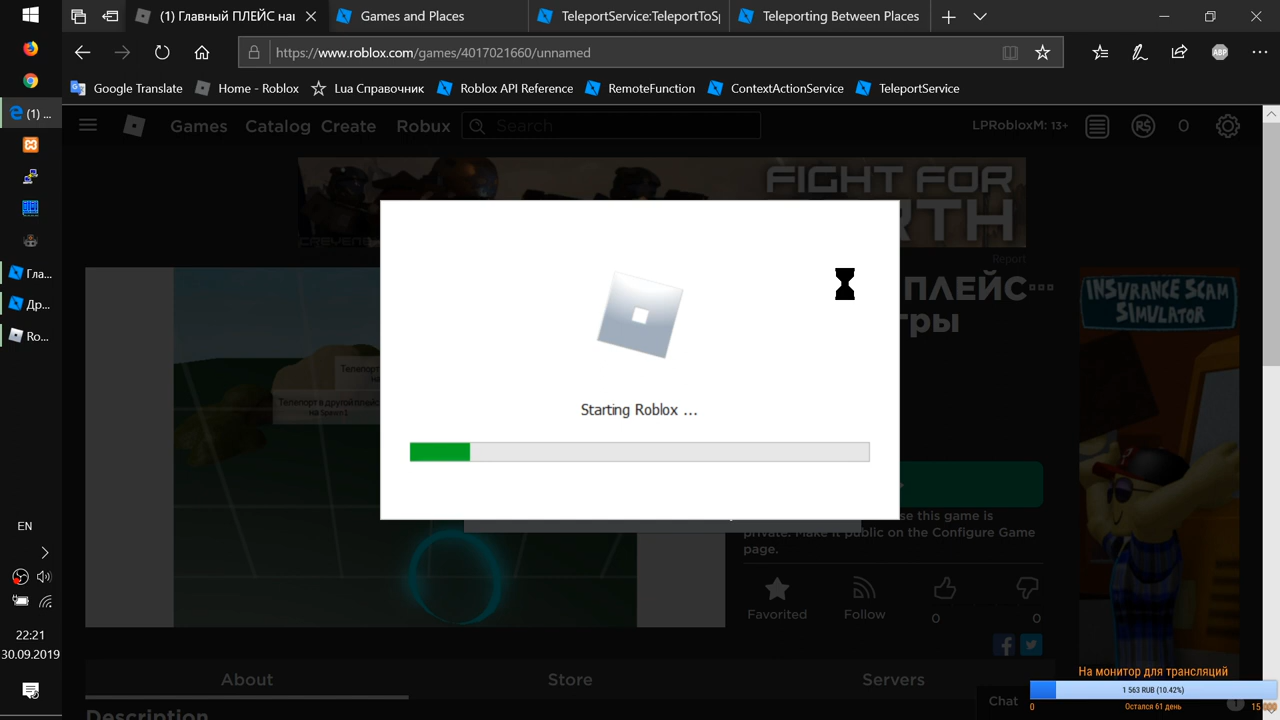 (1) Главный ПЛЕЙС наш
Games and Places
TeleportService:TeleportToSp
Teleporting Between Places
https://www.roblox.com/games/4017021660/unnamed
ABP
Google Translate
Home - Roblox
Lua Справочник
Roblox API Reference
RemoteFunction
ContextActionService
TeleportService
(1) ...
Гла...
Др...
Ro...
EN
22:21
30.09.2019
Games
Catalog
Create
Robux
Search
LPRobloxM: 13+
R$
0
FIGHT FOR
RTH
Report
ПЛЕЙС...
гры
INSURANCE SCAM
SIMULATOR
Телепорт
на
Телепорт в другой плейс
на Spawn 1
Starting Roblox ...
se this game is
private. Make it public on the Configure Game
page.
Favorited
Follow
0
0
About
Store
Servers
Description
Chat
На монитор для трансляций
1 563 RUB (10.42%)
0
Остался 61 день